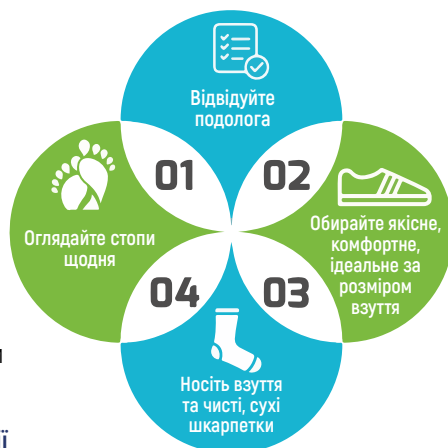 Відвідуйте
подолога
01
02
Оглядайте стопи
щодня
Обирайте якісне,
комфортне,
ідеальне за
розміром
взуття
04
03
Носіть взуття
та чисті, сухі
шкарпетки